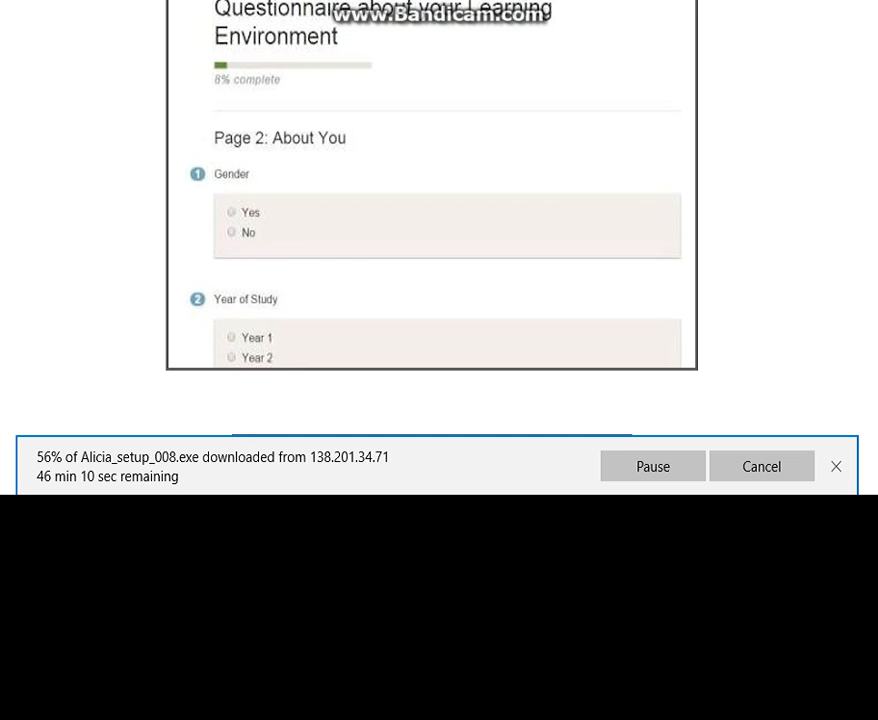 Questionnaire about your Learning
www.Bandicam.com
Environment
8% complete
Page 2: About You
1 Gender
Yes
No
2 Year of Study
Year 1
Year 2
56% of Alicia_setup_008.exe downloaded from 138.201.34.71
46 min 10 sec remaining
Pause
Cancel